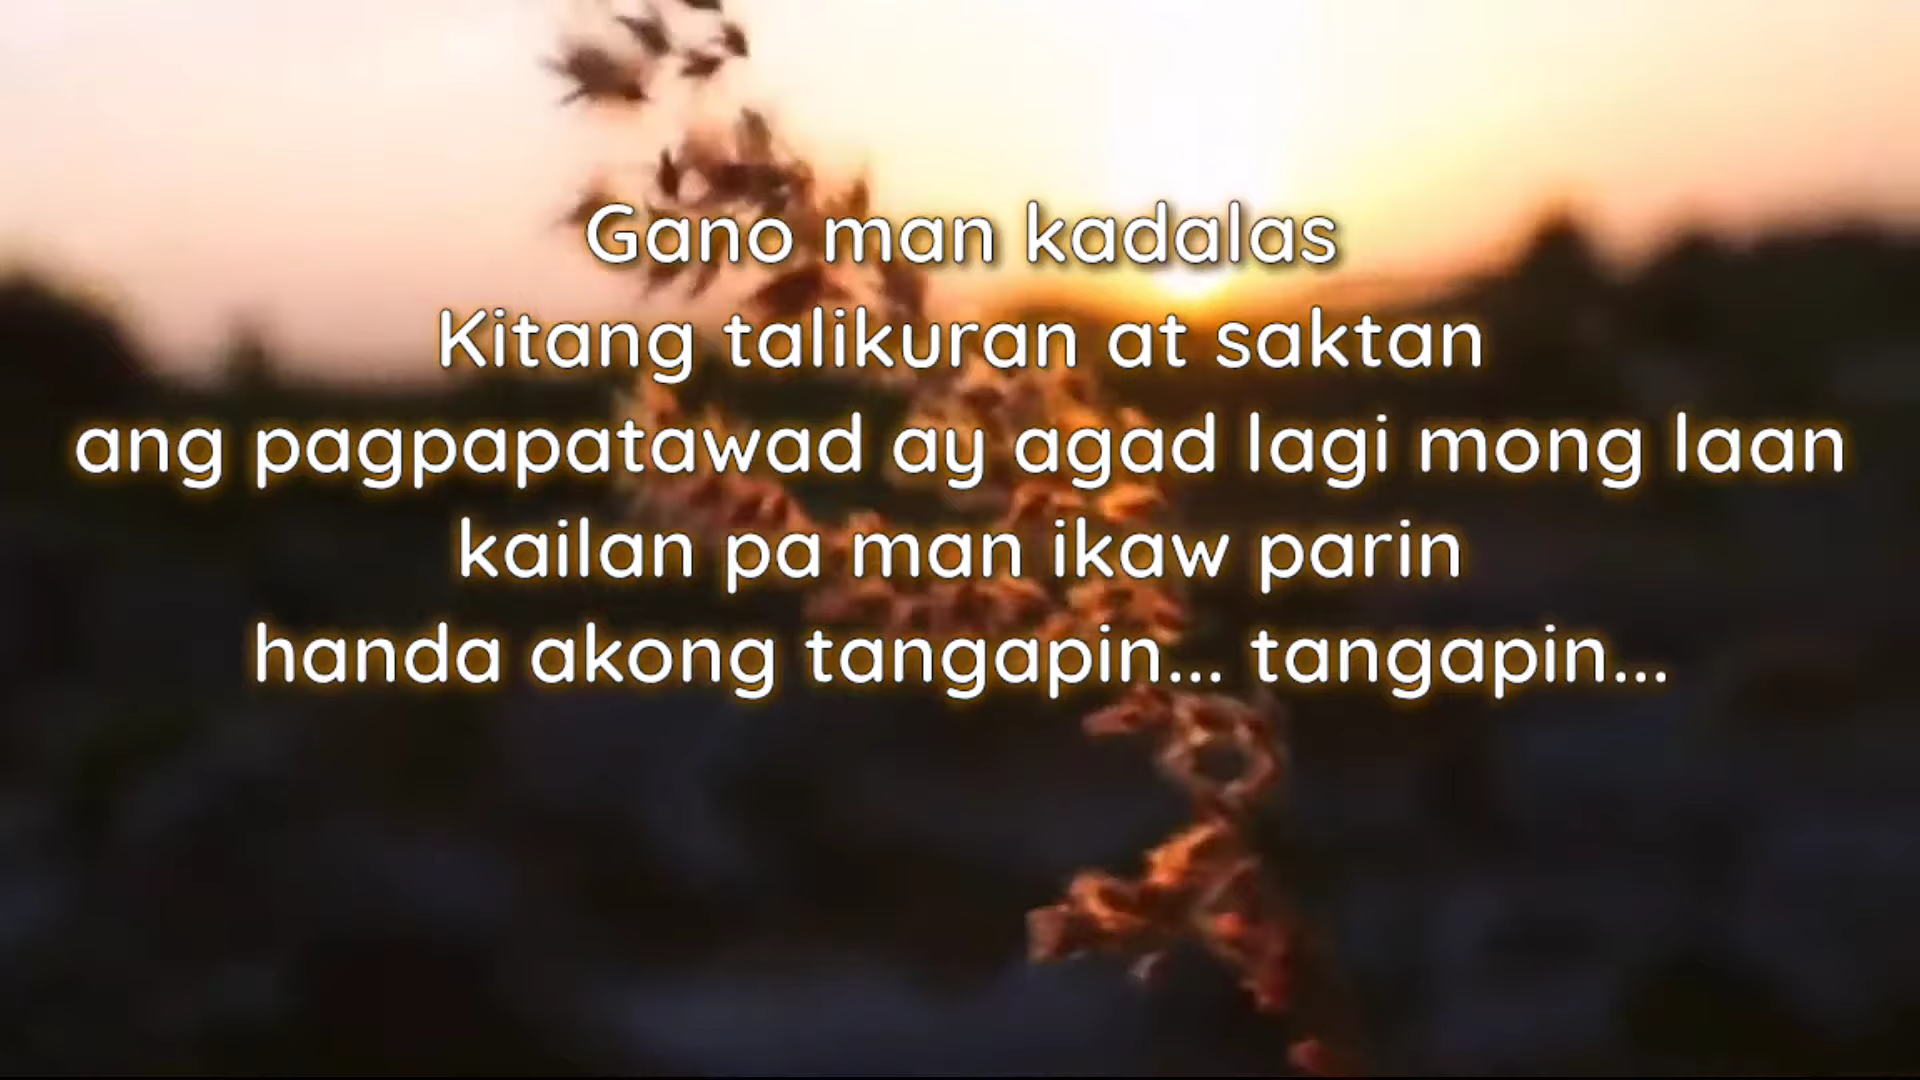 Gano man kadalas
Kitang talikuran at saktan
ang pagpapatawad ay agad lagi mong laan
kailan pa man ikaw parin
handa akong tangapin... tangapin...